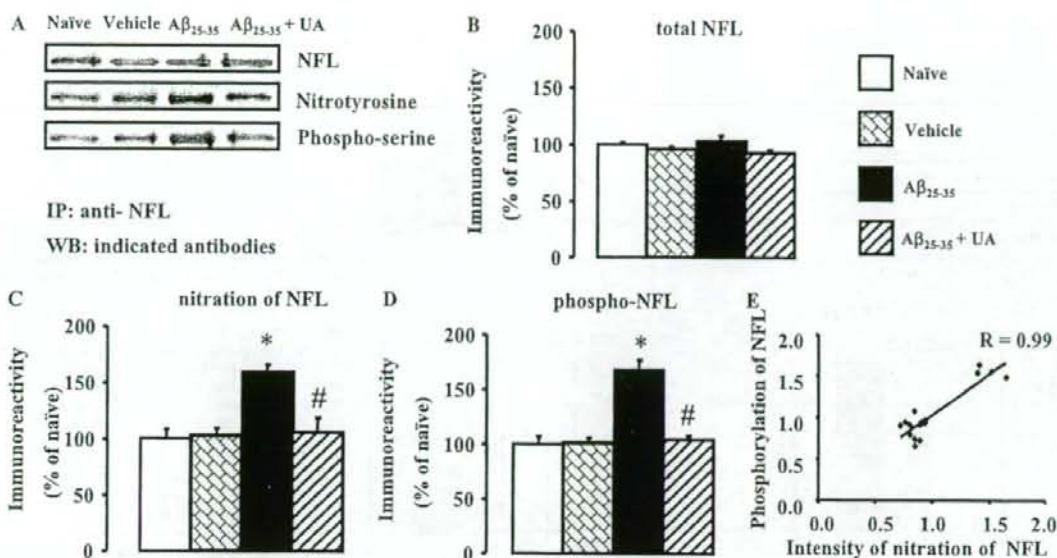 A Naïve Vehicle Aβ25-35 Aβ25-35 + UA
NFL
Nitrotyrosine
Phospho-serine
IP: anti- NFL
WB: indicated antibodies
B total NFL
Immunoreactivity
(% of naïve)
200
150
100
50
0
Naïve
Vehicle
Aβ25-35
Aβ25-35 + UA
C nitration of NFL
Immunoreactivity
(% of naïve)
200
150
100
50
0
*
#
D phospho-NFL
Immunoreactivity
(% of naïve)
200
150
100
50
0
*
#
E
R = 0.99
Phosphorylation of NFL
2.0
1.5
1.0
0.5
0.0
0.0 0.5 1.0 1.5
Intensity of nitration of NFL